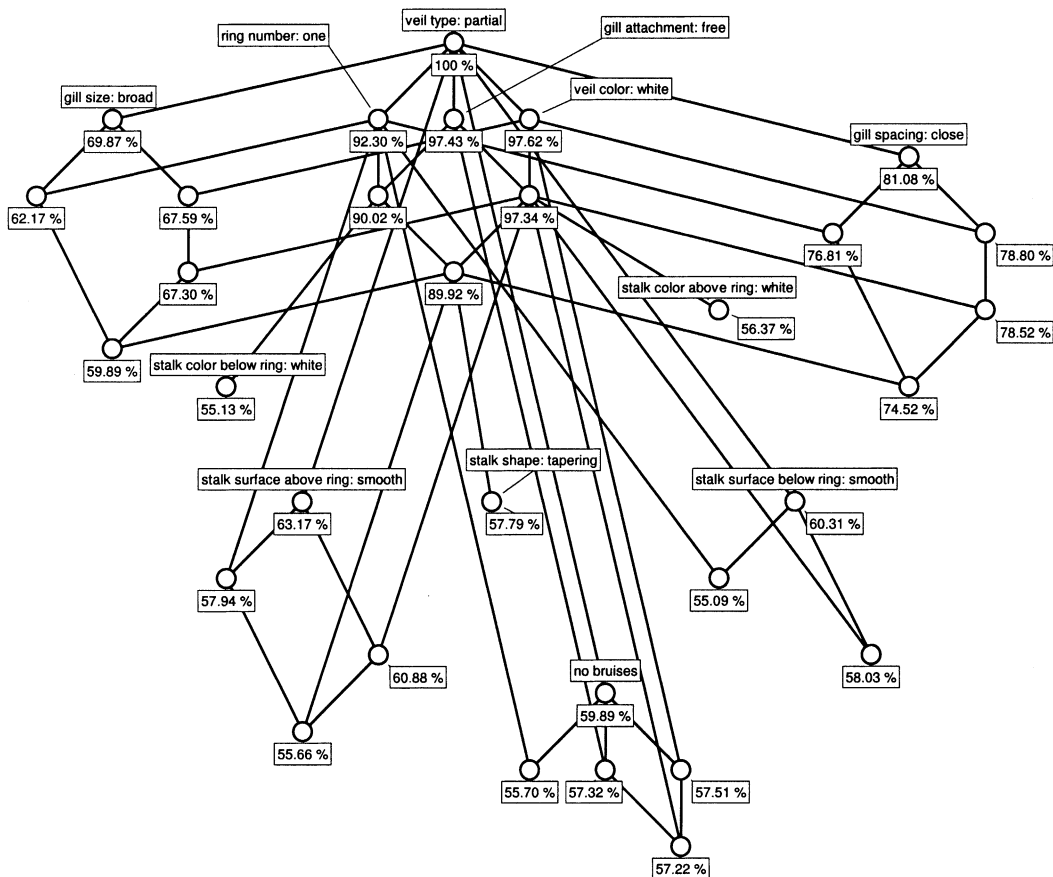 veil type: partial
ring number: one
gill attachment: free
100 %
veil color: white
gill size: broad
69.87 %
92.30 %
97.43 %
97.62 %
gill spacing: close
81.08 %
62.17 %
67.59 %
90.02 %
97.34 %
76.81 %
78.80 %
67.30 %
89.92 %
stalk color above ring: white
56.37 %
78.52 %
59.89 %
stalk color below ring: white
55.13 %
74.52 %
stalk surface above ring: smooth
63.17 %
stalk shape: tapering
57.79 %
stalk surface below ring: smooth
60.31 %
57.94 %
55.09 %
60.88 %
58.03 %
no bruises
59.89 %
55.66 %
55.70 %
57.32 %
57.51 %
57.22 %